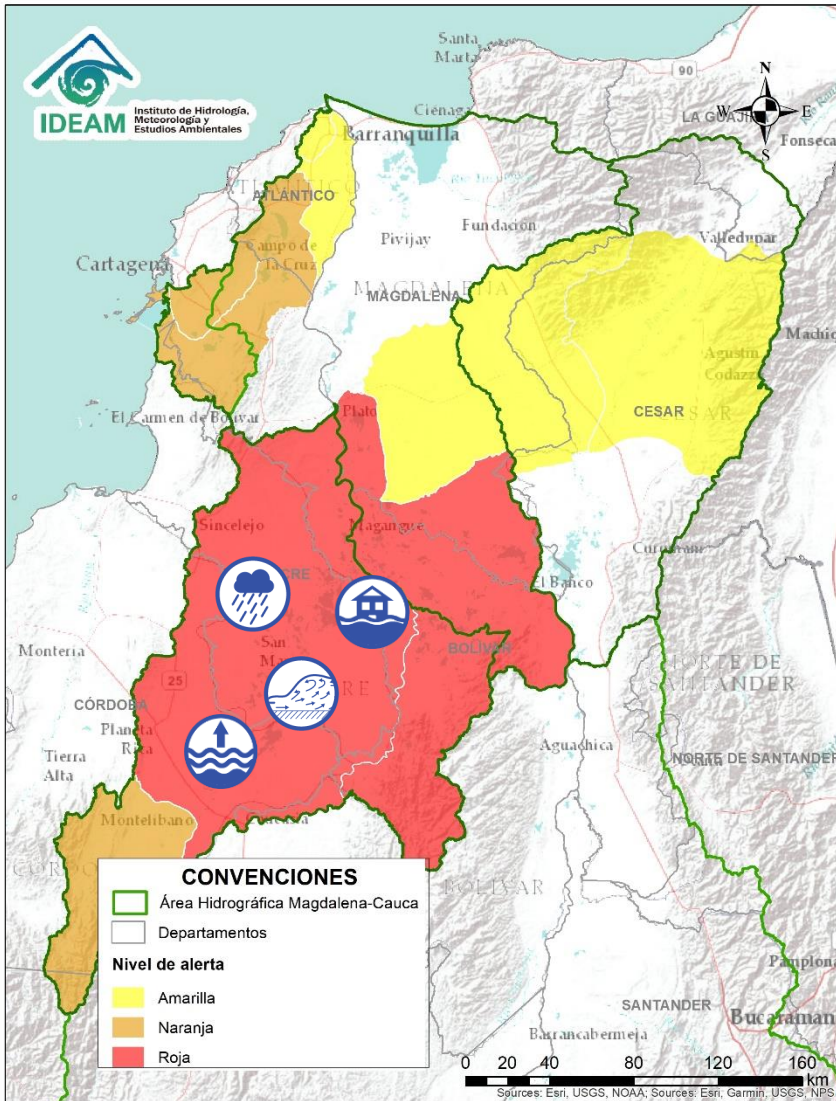 IDEAM
Instituto de Hidrología,
Meteorología y
Estudios Ambientales
Santa
Marta
90
N
W
E
S
Ciénaga
LA GUAJI
Barranquilla
Fonseca
ATLÁNTICO
Valledupar
Fundación
Pivijay
Campo de
la Cruz
Cartagena
MAGDALENA
MAGDALENA
Agustín
Codazzi
CESAR
El Carmen de Bolívar
Plato
Sincelejo
Magangué
El Banco
San
BOLÍVAR
Montería
25
NORTE DE
SANTANDER
CÓRDOBA
Planeta
Rica
Tierra
Alta
Aguachica
NORTE DE SANTANDER
Montelíbano
BOLÍVAR
CONVENCIONES
Área Hidrográfica Magdalena-Cauca
Departamentos
Nivel de alerta
Amarilla
Naranja
Roja
Pamplona
SANTANDER
Bucaraman
Barrancabermeja
0 20 40 80 120 160
km
Sources: Esri, USGS, NOAA; Sources: Esri, Garmin, USGS, NPS